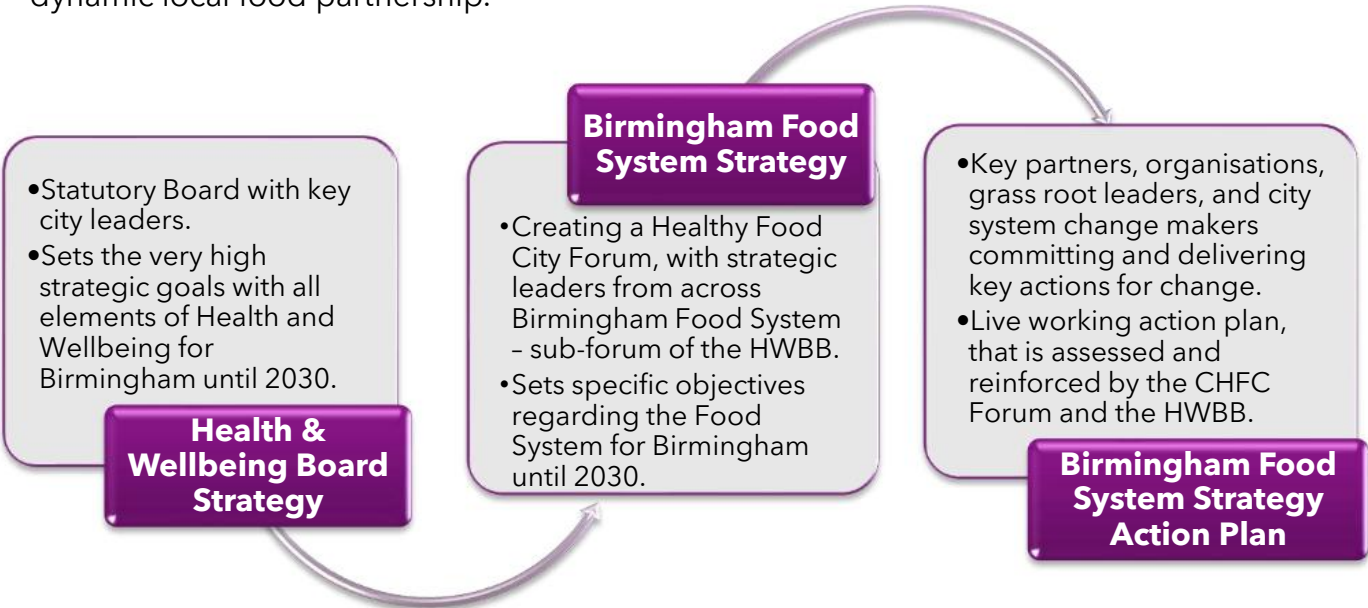 dynamic local food partnership.
•Statutory Board with key
city leaders.
•Sets the very high
strategic goals with all
elements of Health and
Wellbeing for
Birmingham until 2030.
Health &
Wellbeing Board
Strategy
Birmingham Food
System Strategy
•Creating a Healthy Food
City Forum, with strategic
leaders from across
Birmingham Food System
– sub-forum of the HWBB.
•Sets specific objectives
regarding the Food
System for Birmingham
until 2030.
•Key partners, organisations,
grass root leaders, and city
system change makers
committing and delivering
key actions for change.
•Live working action plan,
that is assessed and
reinforced by the CHFC
Forum and the HWBB.
Birmingham Food
System Strategy
Action Plan